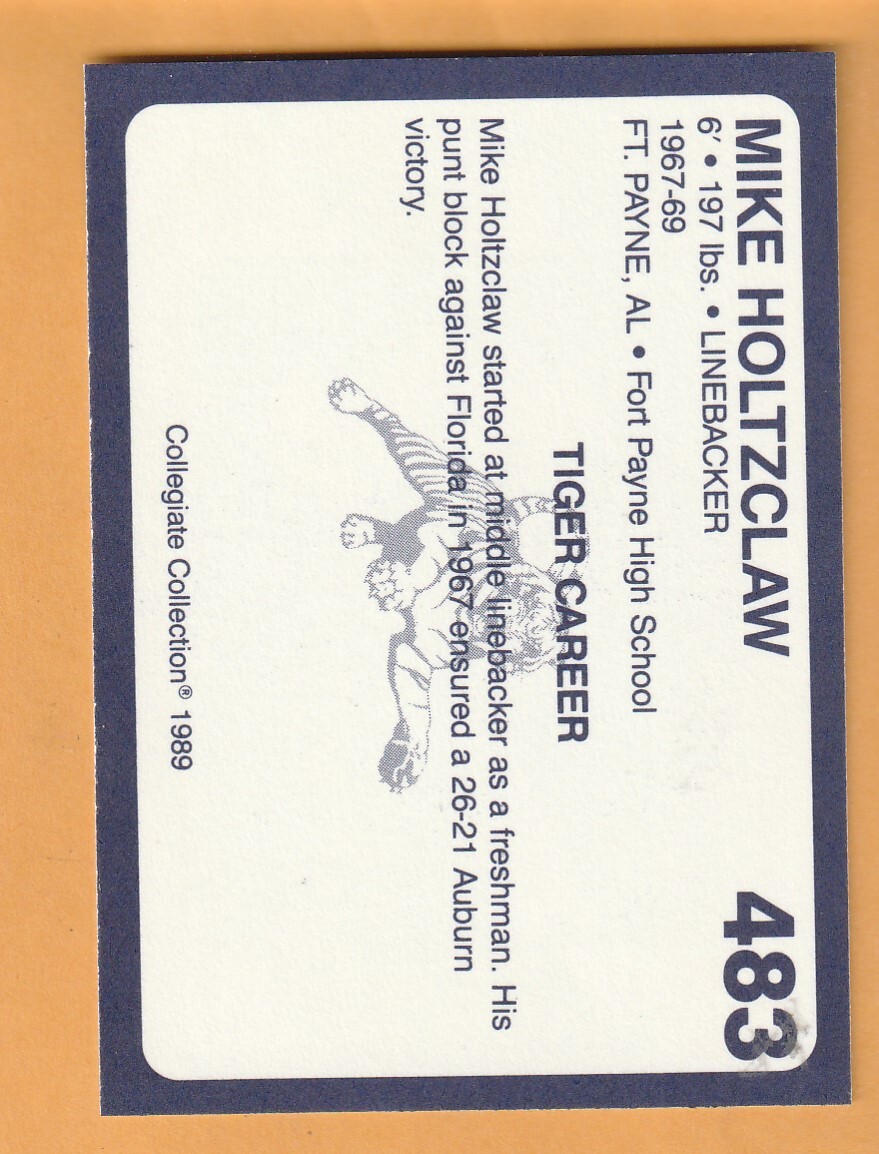 MIKE HOLTZCLAW 483
6' • 197 lbs. • LINEBACKER
1967-69
FT. PAYNE, AL • Fort Payne High School
TIGER CAREER
Mike Holtzclaw started at middle linebacker as a freshman. His
punt block against Florida in 1967 ensured a 26-21 Auburn
victory.
Collegiate Collection® 1989